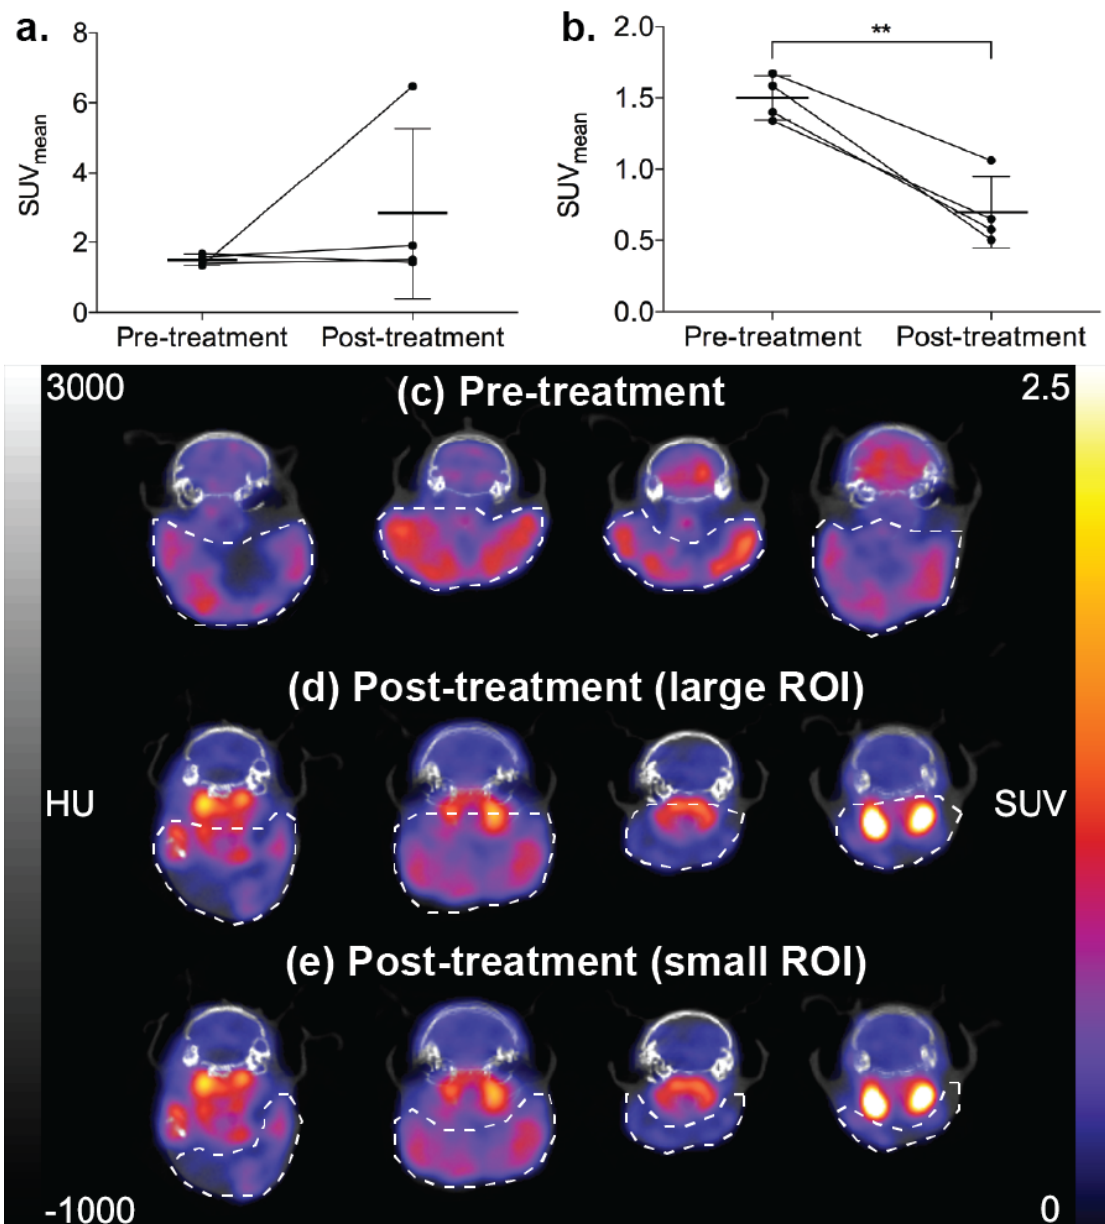 a.
8
6
4
2
0
SUVmean
Pre-treatment
Post-treatment
b.
2.0
1.5
1.0
0.5
0.0
SUVmean
**
Pre-treatment
Post-treatment
3000
(c) Pre-treatment
2.5
(d) Post-treatment (large ROI)
HU
SUV
(e) Post-treatment (small ROI)
-1000
0